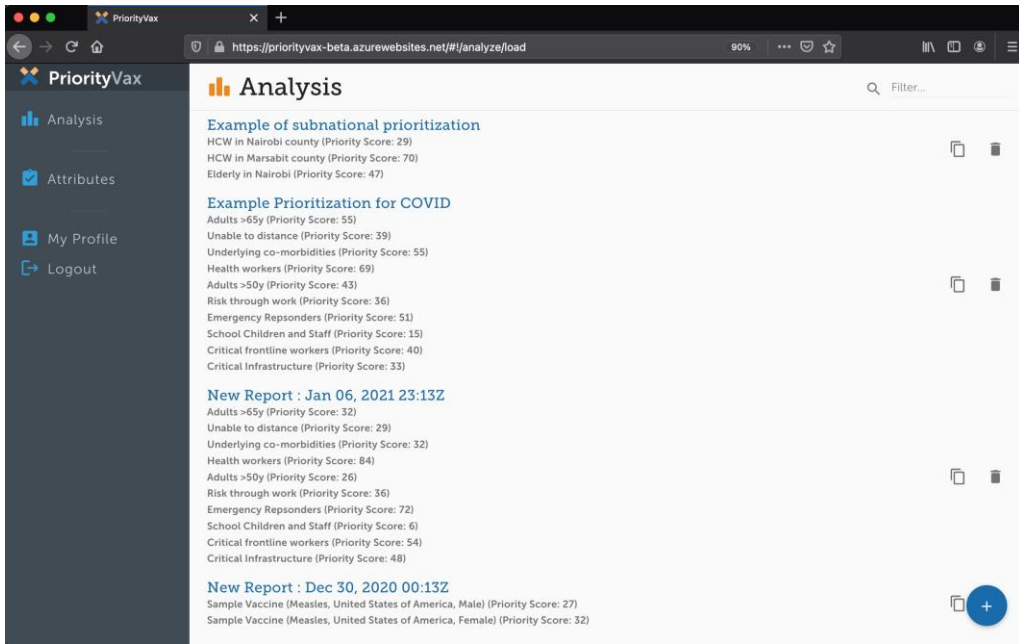 PriorityVax
https://priorityvax-beta.azurewebsites.net/#!/analyze/load
90%
PriorityVax
Analysis
Filter...
Analysis
Attributes
My Profile
Logout
Example of subnational prioritization
HCW in Nairobi county (Priority Score: 29)
HCW in Marsabit county (Priority Score: 70)
Elderly in Nairobi (Priority Score: 47)
Example Prioritization for COVID
Adults >65y (Priority Score: 55)
Unable to distance (Priority Score: 39)
Underlying co-morbidities (Priority Score: 55)
Health workers (Priority Score: 69)
Adults >50y (Priority Score: 43)
Risk through work (Priority Score: 36)
Emergency Repsonders (Priority Score: 51)
School Children and Staff (Priority Score: 15)
Critical frontline workers (Priority Score: 40)
Critical Infrastructure (Priority Score: 33)
New Report : Jan 06, 2021 23:13Z
Adults >65y (Priority Score: 32)
Unable to distance (Priority Score: 29)
Underlying co-morbidities (Priority Score: 32)
Health workers (Priority Score: 84)
Adults >50y (Priority Score: 26)
Risk through work (Priority Score: 36)
Emergency Repsonders (Priority Score: 72)
School Children and Staff (Priority Score: 6)
Critical frontline workers (Priority Score: 54)
Critical Infrastructure (Priority Score: 48)
New Report : Dec 30, 2020 00:13Z
Sample Vaccine (Measles, United States of America, Male) (Priority Score: 27)
Sample Vaccine (Measles, United States of America, Female) (Priority Score: 32)